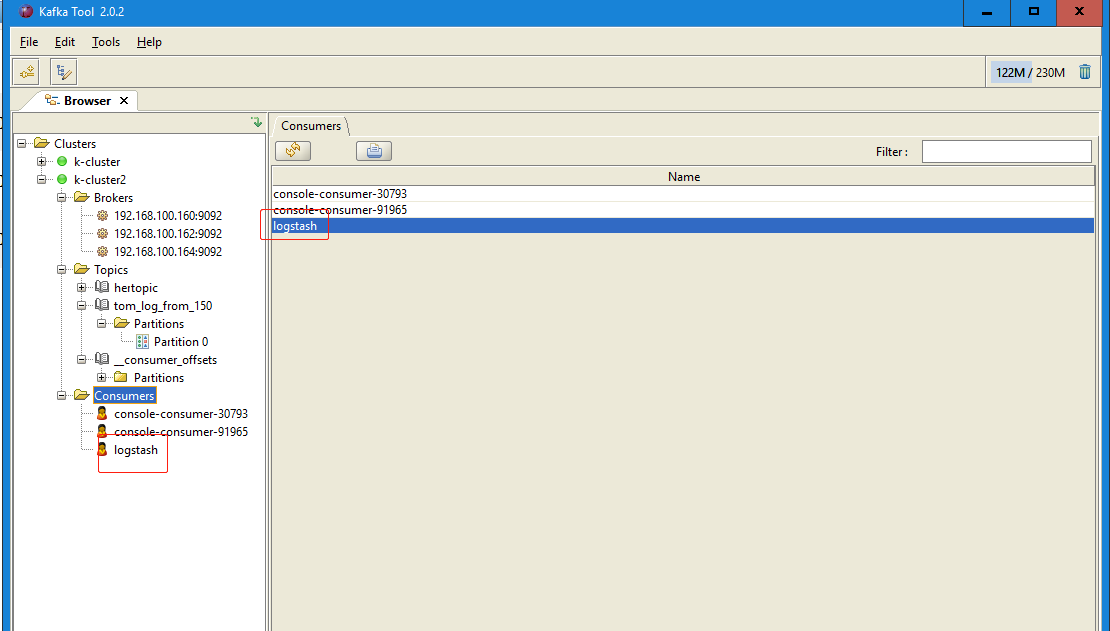 Kafka Tool 2.0.2
File Edit Tools Help
122M / 230M
Browser
Clusters
k-cluster
k-cluster2
Brokers
192.168.100.160:9092
192.168.100.162:9092
192.168.100.164:9092
Topics
hertopic
tom_log_from_150
Partitions
Partition 0
__consumer_offsets
Partitions
Consumers
console-consumer-30793
console-consumer-91965
logstash
Consumers
Filter :
Name
console-consumer-30793
console-consumer-91965
logstash